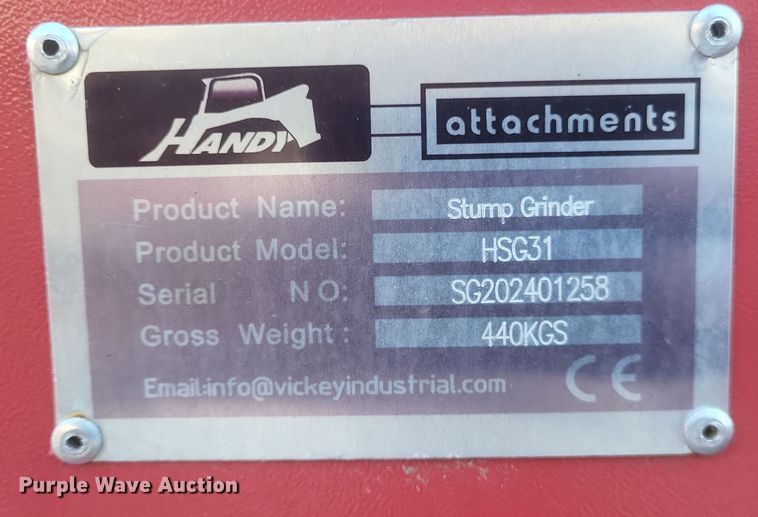 HANDY attachments
Product Name: Stump Grinder
Product Model: HSG31
Serial NO: SG202401258
Gross Weight: 440KGS
Email:info@vickeyindustrial.com CE
Purple Wave Auction